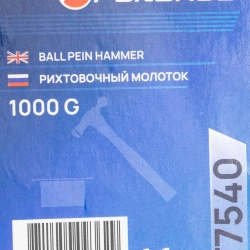 BALL PEIN HAMMER
РИХТОВОЧНЫЙ МОЛОТОК
1000 G
7540